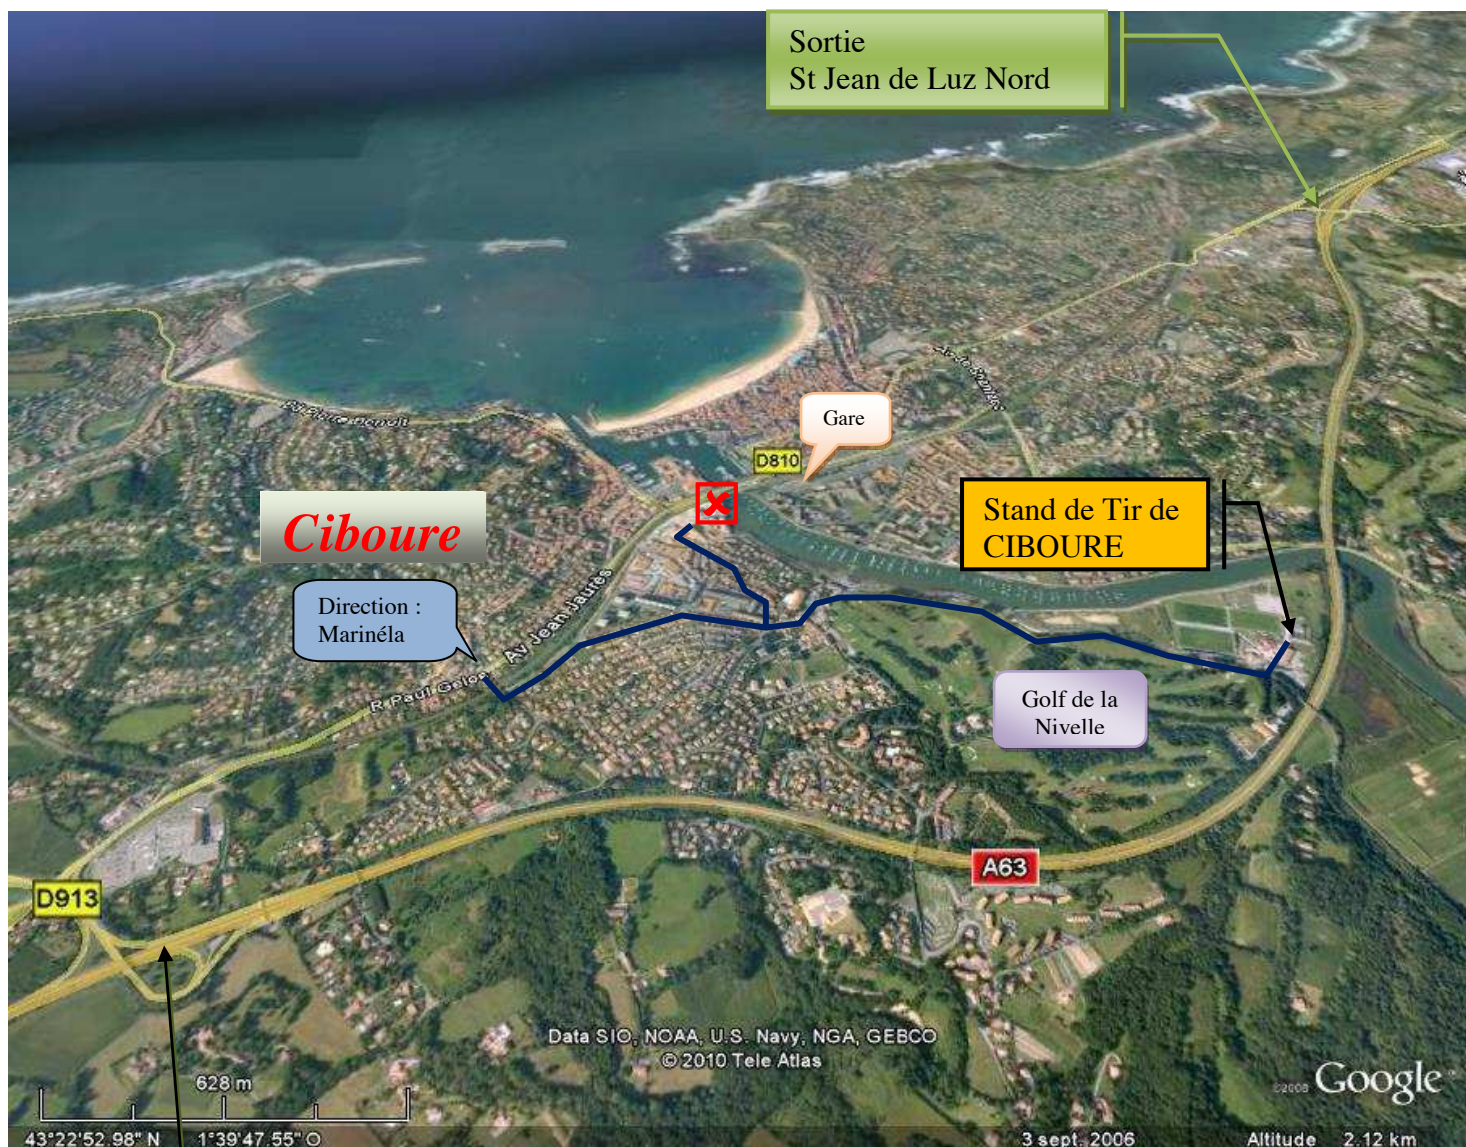 Sortie
St Jean de Luz Nord
Gare
D810
Stand de Tir de
CIBOURE
Ciboure
Direction :
Marinéla
Av Jean Jaurès
R Paul Gelos
Golf de la
Nivelle
A63
D913
Data SIO, NOAA, U.S. Navy, NGA, GEBCO
© 2010 Tele Atlas
628 m
©2008 Google
43°22'52.98" N 1°39'47.55" O 3 sept. 2006 Altitude 2.12 km